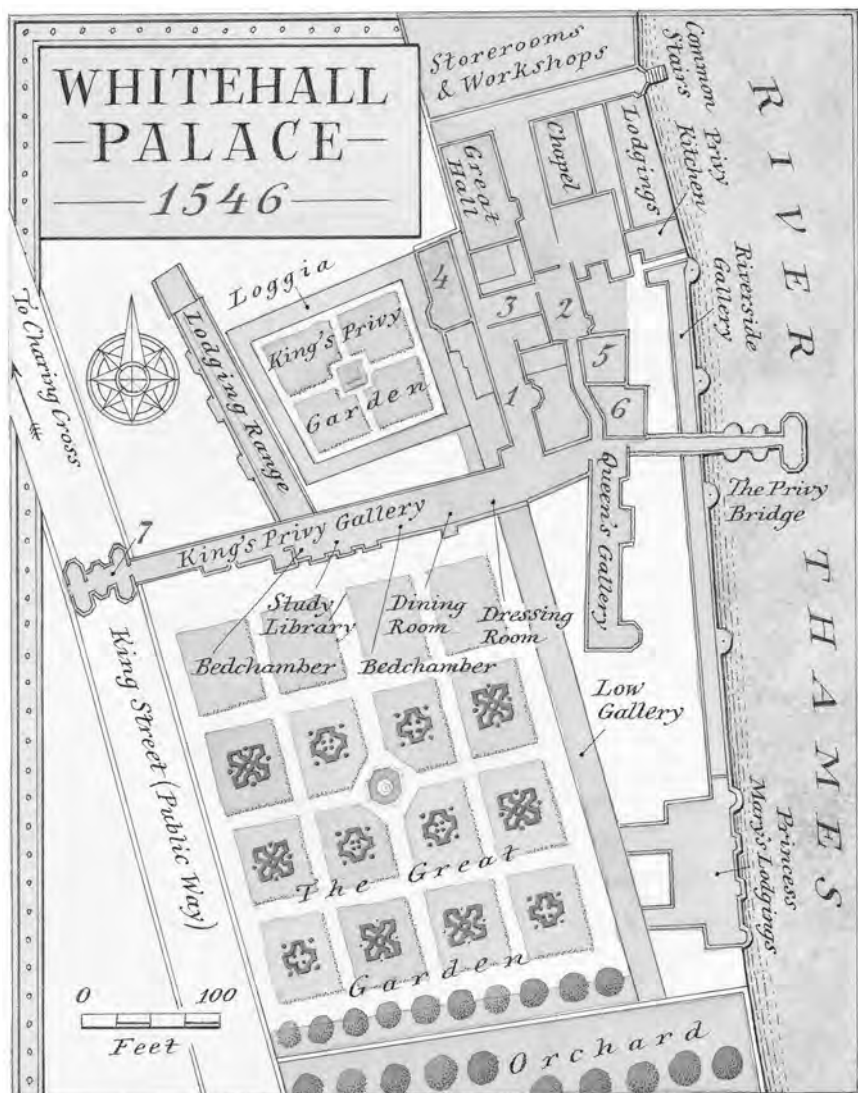 WHITEHALL
PALACE
1546
Storerooms
& Workshops
Common
Stairs
Privy
Kitchen
Lodgings
Chapel
Great
Hall
RIVER THAMES
Riverside
Gallery
Loggia
4
3
2
1
5
6
7
To Charing Cross
Lodging Range
King's Privy
Garden
The Privy
Bridge
Queen's Gallery
King's Privy Gallery
Bedchamber
Study
Library
Bedchamber
Dining
Room
Dressing
Room
Low
Gallery
King Street (Public Way)
The Great
Garden
Princess
Mary's Lodgings
0 100
Feet
Orchard